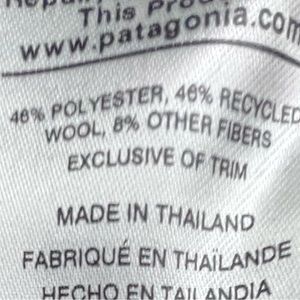 This Pro
www.patagonia.com
46% POLYESTER, 46% RECYCLED
WOOL, 8% OTHER FIBERS
EXCLUSIVE OF TRIM
MADE IN THAILAND
FABRIQUÉ EN THAÏLANDE
HECHO EN TAILANDIA